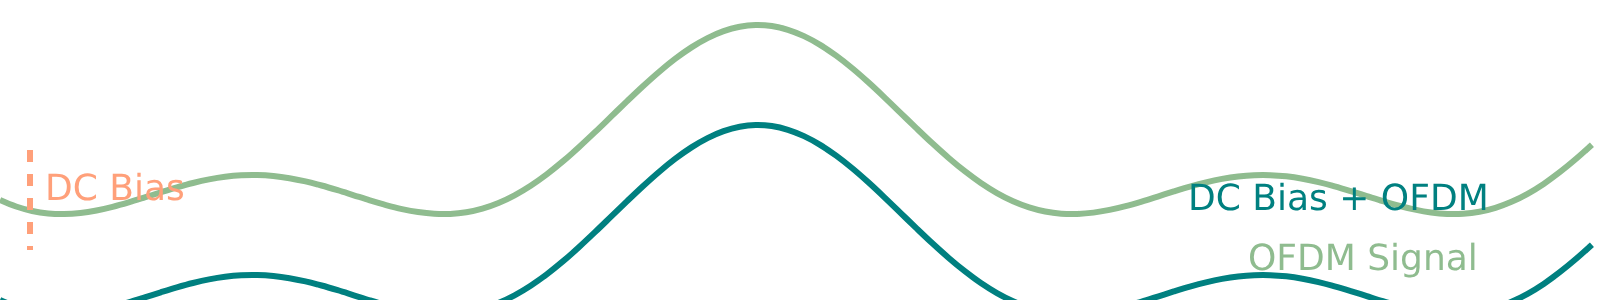 DC Bias
DC Bias + OFDM
OFDM Signal